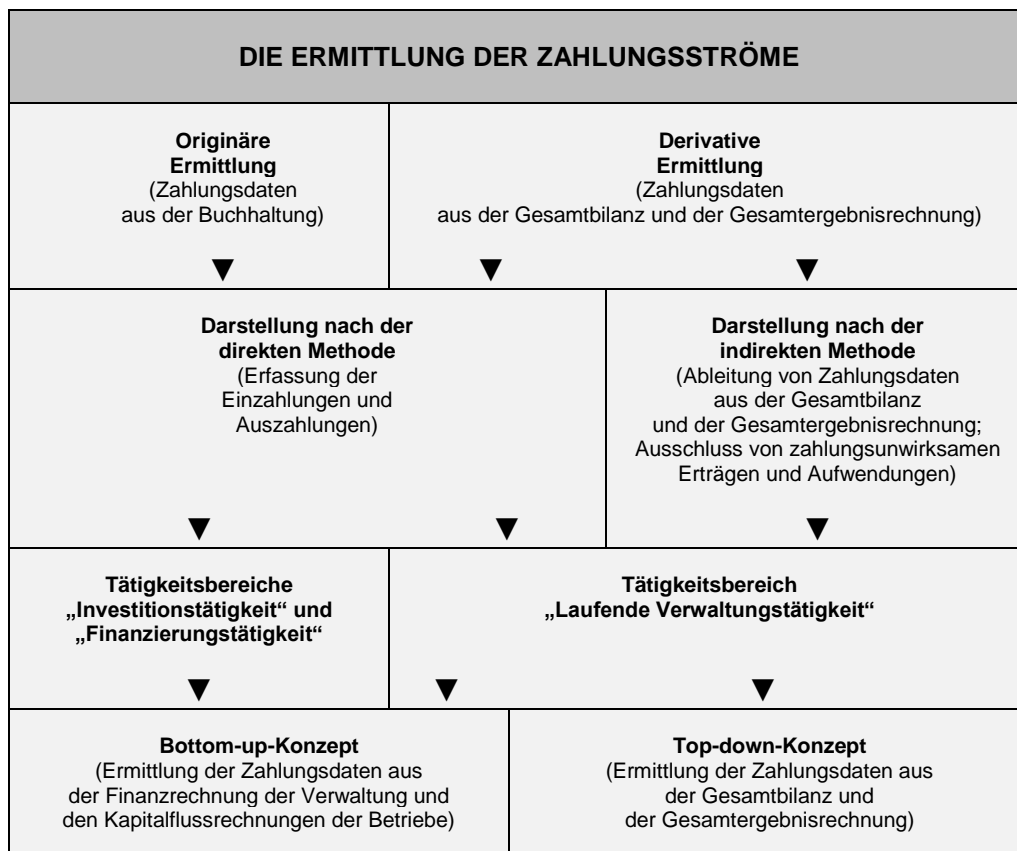 DIE ERMITTLUNG DER ZAHLUNGSSTRÖME
Originäre
Ermittlung
(Zahlungsdaten
aus der Buchhaltung)
Derivative
Ermittlung
(Zahlungsdaten
aus der Gesamtbilanz und der Gesamtergebnisrechnung)
Darstellung nach der
direkten Methode
(Erfassung der
Einzahlungen und
Auszahlungen)
Darstellung nach der
indirekten Methode
(Ableitung von Zahlungsdaten
aus der Gesamtbilanz
und der Gesamtergebnisrechnung;
Ausschluss von zahlungsunwirksamen
Erträgen und Aufwendungen)
Tätigkeitsbereiche
„Investitionstätigkeit“ und
„Finanzierungstätigkeit“
Tätigkeitsbereich
„Laufende Verwaltungstätigkeit“
Bottom-up-Konzept
(Ermittlung der Zahlungsdaten aus
der Finanzrechnung der Verwaltung und
den Kapitalflussrechnungen der Betriebe)
Top-down-Konzept
(Ermittlung der Zahlungsdaten aus
der Gesamtbilanz und
der Gesamtergebnisrechnung)